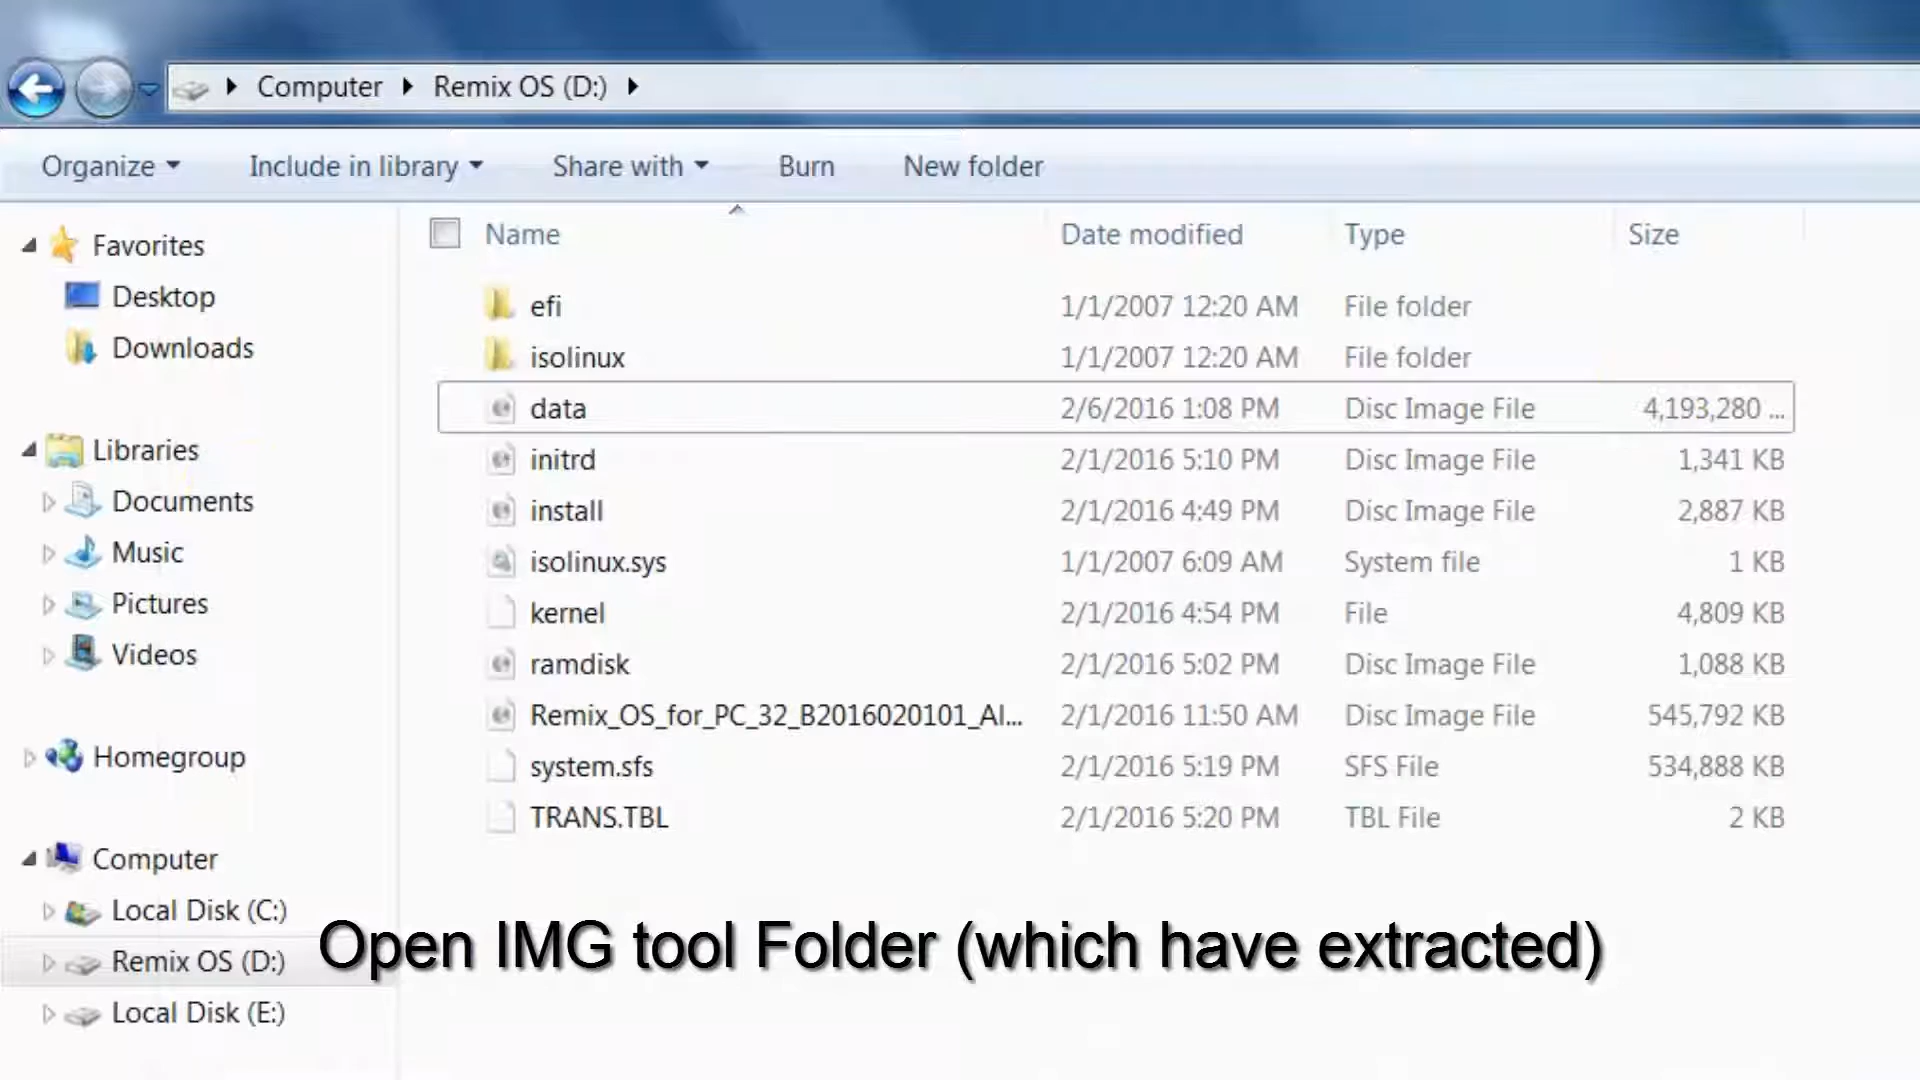 Computer Remix OS (D:)
Organize Include in library Share with Burn New folder
Name Date modified Type Size
Favorites
Desktop
Downloads
Libraries
Documents
Music
Pictures
Videos
Homegroup
Computer
Local Disk (C:)
Remix OS (D:)
Local Disk (E:)
efi 1/1/2007 12:20 AM File folder
isolinux 1/1/2007 12:20 AM File folder
data 2/6/2016 1:08 PM Disc Image File 4,193,280 ...
initrd 2/1/2016 5:10 PM Disc Image File 1,341 KB
install 2/1/2016 4:49 PM Disc Image File 2,887 KB
isolinux.sys 1/1/2007 6:09 AM System file 1 KB
kernel 2/1/2016 4:54 PM File 4,809 KB
ramdisk 2/1/2016 5:02 PM Disc Image File 1,088 KB
Remix_OS_for_PC_32_B2016020101_Al... 2/1/2016 11:50 AM Disc Image File 545,792 KB
system.sfs 2/1/2016 5:19 PM SFS File 534,888 KB
TRANS.TBL 2/1/2016 5:20 PM TBL File 2 KB
Open IMG tool Folder (which have extracted)